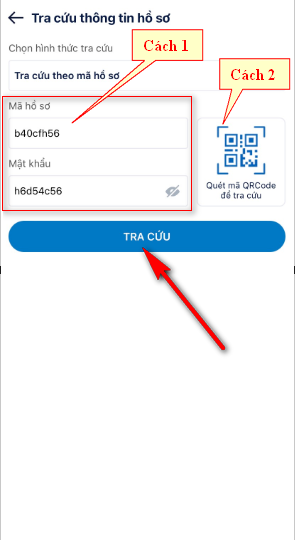 Tra cứu thông tin hồ sơ
Chọn hình thức tra cứu
Cách 1
Tra cứu theo mã hồ sơ
Cách 2
Mã hồ sơ
b40cfh56
Mật khẩu
h6d54c56
Quét mã QRCode
để tra cứu
TRA CỨU